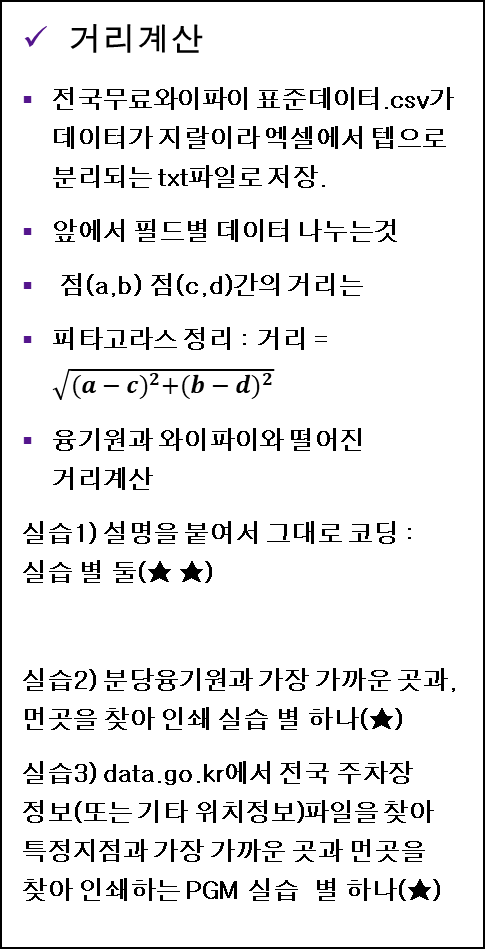 ✓ 거리계산
▪ 전국무료와이파이 표준데이터.csv가
데이터가 지랄이라 엑셀에서 텝으로
분리되는 txt파일로 저장.
▪ 앞에서 필드별 데이터 나누는것
▪ 점(a,b) 점(c,d)간의 거리는
▪ 피타고라스 정리 : 거리 =
√(a − c)²+(b − d)²
▪ 융기원과 와이파이와 떨어진
거리계산
실습1) 설명을 붙여서 그대로 코딩 :
실습 별 둘(★ ★)
실습2) 분당융기원과 가장 가까운 곳과,
먼곳을 찾아 인쇄 실습 별 하나(★)
실습3) data.go.kr에서 전국 주차장
정보(또는 기타 위치정보)파일을 찾아
특정지점과 가장 가까운 곳과 먼곳을
찾아 인쇄하는 PGM 실습 별 하나(★)